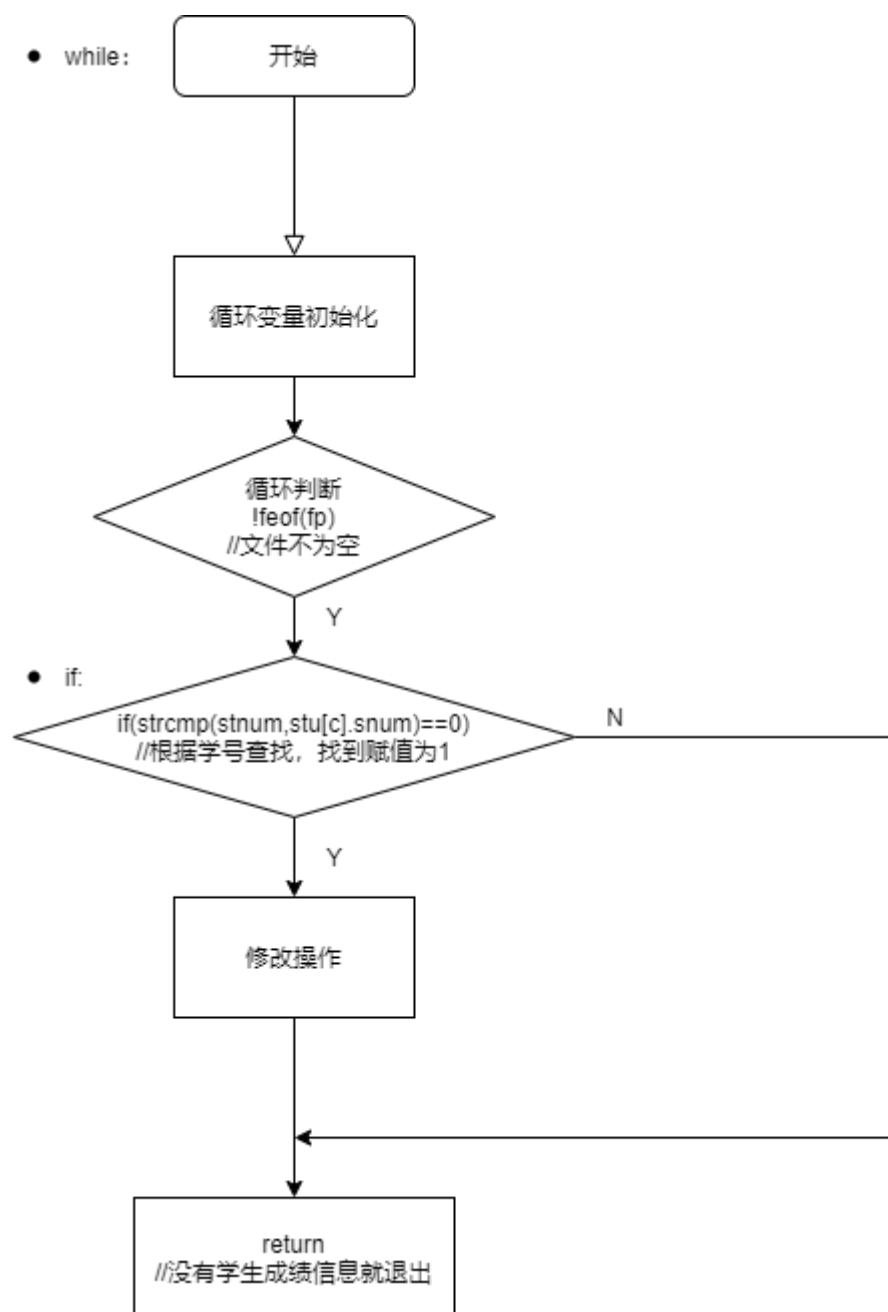 while：
开始
循环变量初始化
循环判断
!feof(fp)
//文件不为空
Y
if:
if(strcmp(stnum,stu[c].snum)==0)
//根据学号查找，找到赋值为1
N
Y
修改操作
return
//没有学生成绩信息就退出